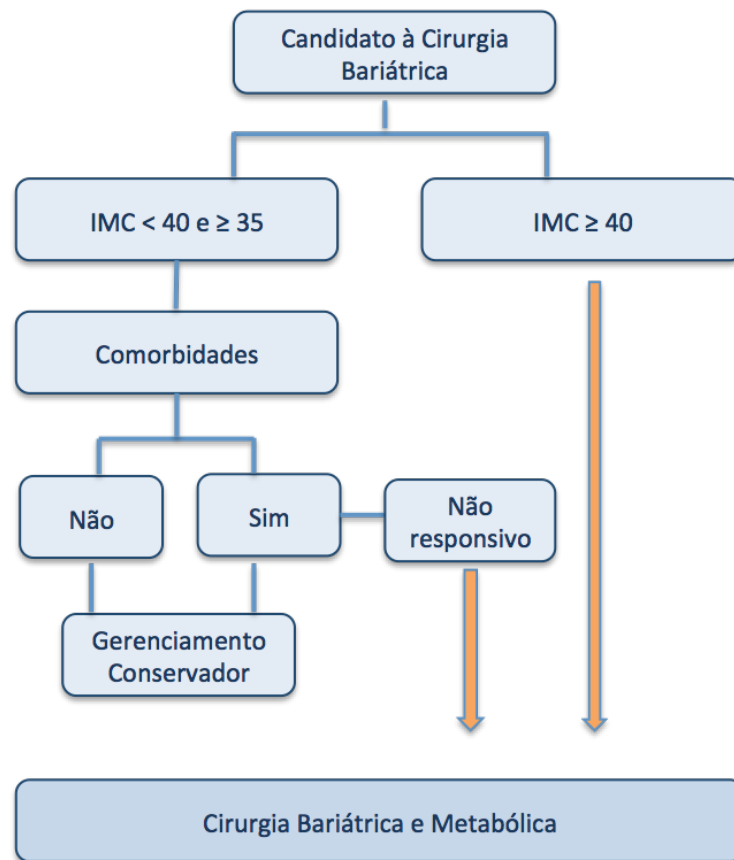 Candidato à Cirurgia
Bariátrica
IMC < 40 e ≥ 35
IMC ≥ 40
Comorbidades
Não
Sim
Não
responsivo
Gerenciamento
Conservador
Cirurgia Bariátrica e Metabólica